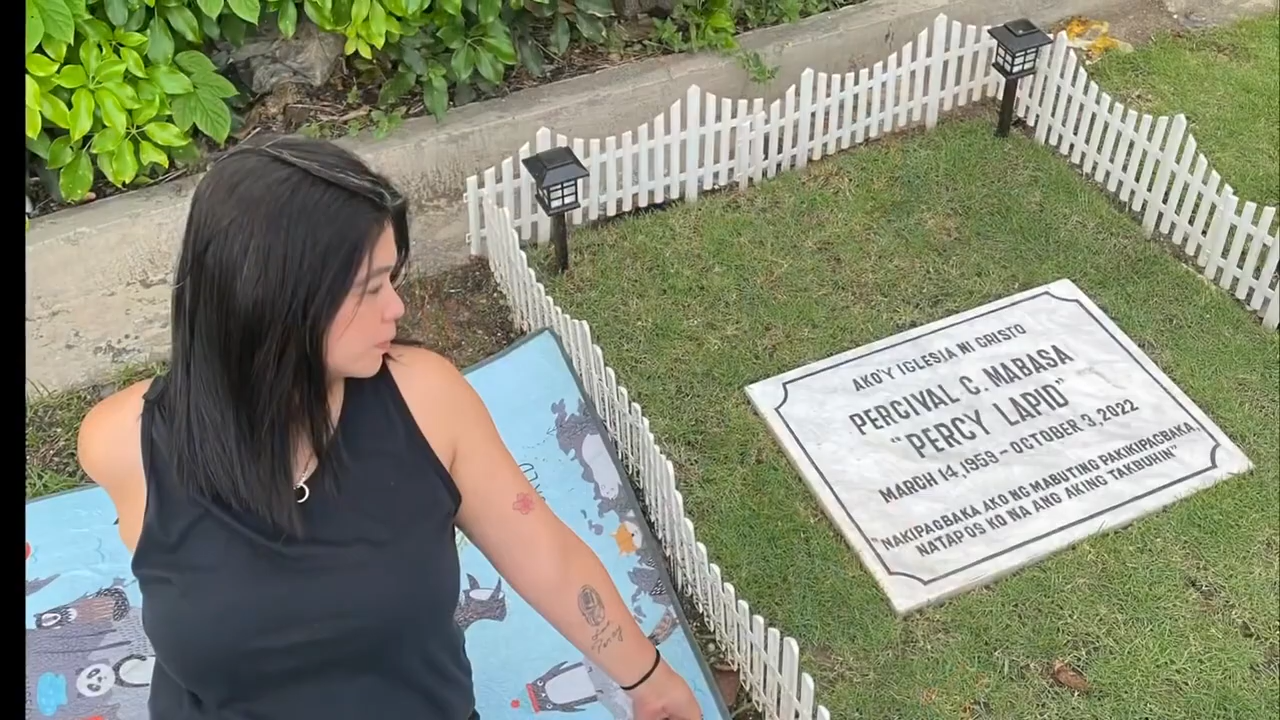 AKO'Y IGLESIA NI CRISTO
PERCIVAL C. MABASA
"PERCY LAPID"
MARCH 14, 1959 – OCTOBER 3, 2022
"NAKIPAGBAKA AKO NG MABUTING PAKIKIPAGBAKA,
NATAPOS KO NA ANG AKING TAKBUHIN"